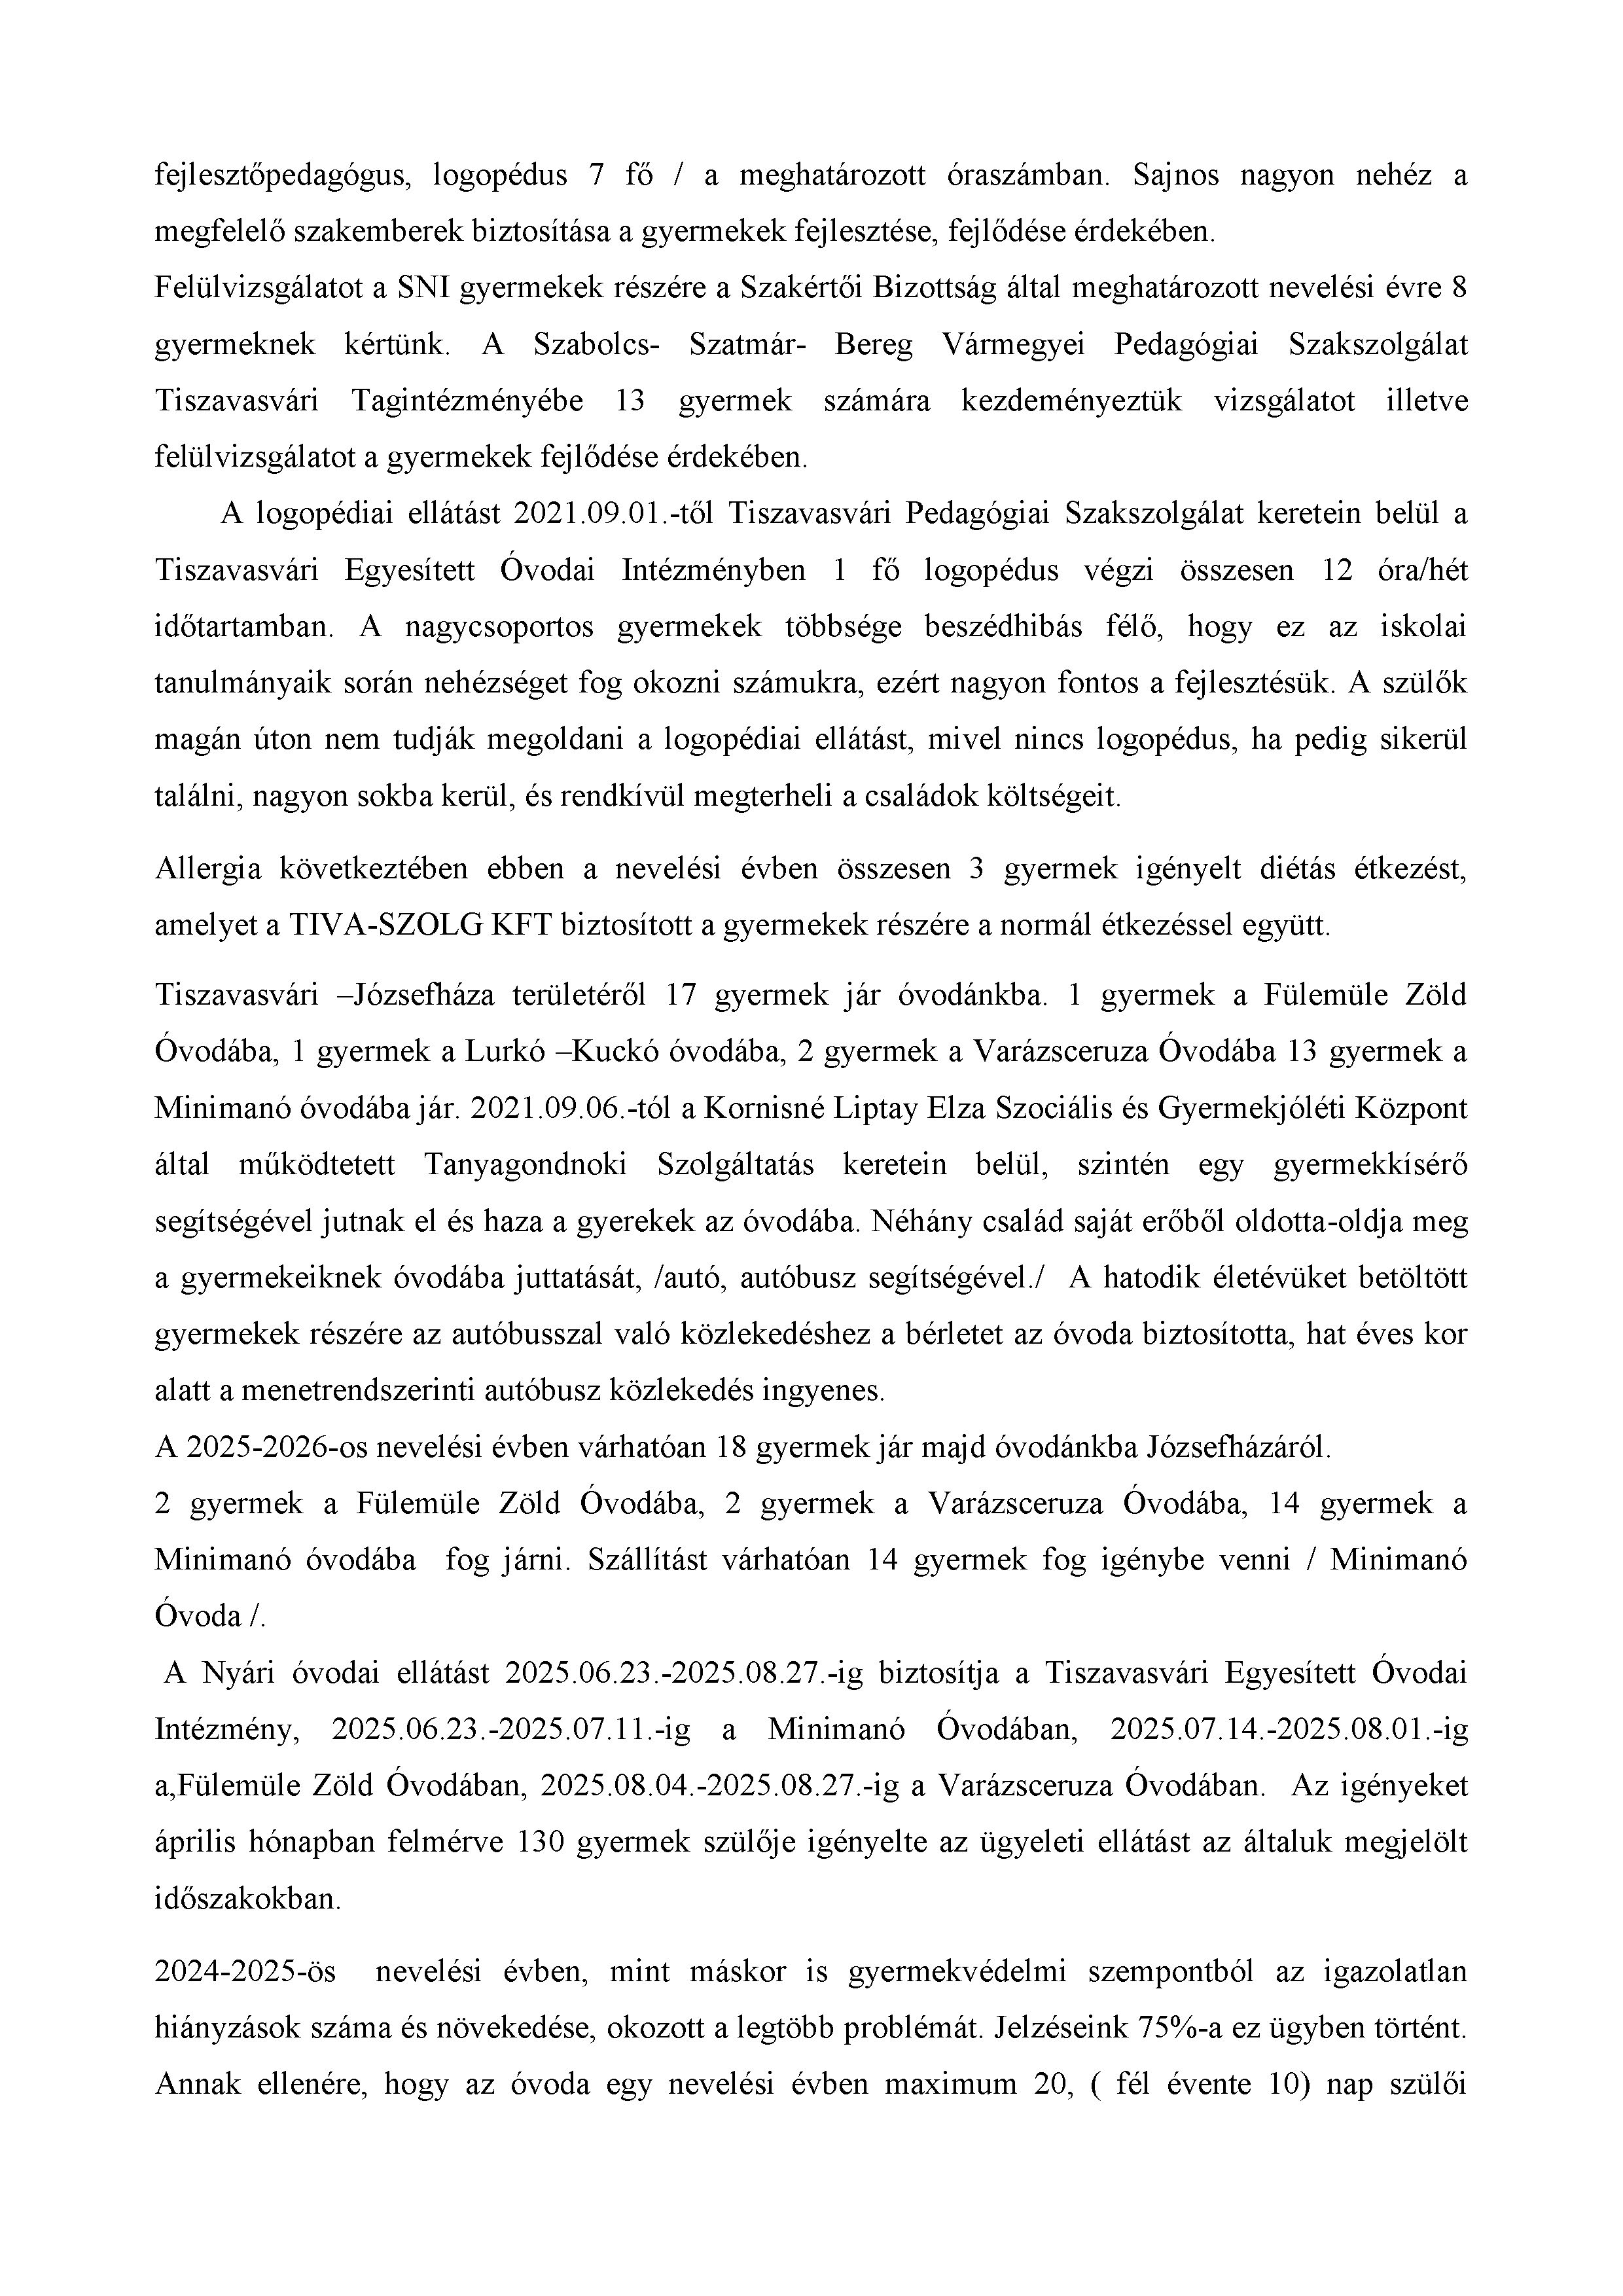 fejlesztőpedagógus, logopédus 7 fő / a meghatározott óraszámban. Sajnos nagyon nehéz a
megfelelő szakemberek biztosítása a gyermekek fejlesztése, fejlődése érdekében.
Felülvizsgálatot a SNI gyermekek részére a Szakértői Bizottság által meghatározott nevelési évre 8
gyermeknek kértünk. A Szabolcs- Szatmár- Bereg Vármegyei Pedagógiai Szakszolgálat
Tiszavasvári Tagintézményébe 13 gyermek számára kezdeményeztük vizsgálatot illetve
felülvizsgálatot a gyermekek fejlődése érdekében.
A logopédiai ellátást 2021.09.01.-től Tiszavasvári Pedagógiai Szakszolgálat keretein belül a
Tiszavasvári Egyesített Óvodai Intézményben 1 fő logopédus végzi összesen 12 óra/hét
időtartamban. A nagycsoportos gyermekek többsége beszédhibás félő, hogy ez az iskolai
tanulmányaik során nehézséget fog okozni számukra, ezért nagyon fontos a fejlesztésük. A szülők
magán úton nem tudják megoldani a logopédiai ellátást, mivel nincs logopédus, ha pedig sikerül
találni, nagyon sokba kerül, és rendkívül megterheli a családok költségeit.
Allergia következtében ebben a nevelési évben összesen 3 gyermek igényelt diétás étkezést,
amelyet a TIVA-SZOLG KFT biztosított a gyermekek részére a normál étkezéssel együtt.
Tiszavasvári –Józsefháza területéről 17 gyermek jár óvodánkba. 1 gyermek a Fülemüle Zöld
Óvodába, 1 gyermek a Lurkó –Kuckó óvodába, 2 gyermek a Varázsceruza Óvodába 13 gyermek a
Minimanó óvodába jár. 2021.09.06.-tól a Kornisné Liptay Elza Szociális és Gyermekjóléti Központ
által működtetett Tanyagondnoki Szolgáltatás keretein belül, szintén egy gyermekkísérő
segítségével jutnak el és haza a gyerekek az óvodába. Néhány család saját erőből oldotta-oldja meg
a gyermekeiknek óvodába juttatását, /autó, autóbusz segítségével./ A hatodik életévüket betöltött
gyermekek részére az autóbusszal való közlekedéshez a bérletet az óvoda biztosította, hat éves kor
alatt a menetrendszerinti autóbusz közlekedés ingyenes.
A 2025-2026-os nevelési évben várhatóan 18 gyermek jár majd óvodánkba Józsefházáról.
2 gyermek a Fülemüle Zöld Óvodába, 2 gyermek a Varázsceruza Óvodába, 14 gyermek a
Minimanó óvodába fog járni. Szállítást várhatóan 14 gyermek fog igénybe venni / Minimanó
Óvoda /.
A Nyári óvodai ellátást 2025.06.23.-2025.08.27.-ig biztosítja a Tiszavasvári Egyesített Óvodai
Intézmény, 2025.06.23.-2025.07.11.-ig a Minimanó Óvodában, 2025.07.14.-2025.08.01.-ig
a,Fülemüle Zöld Óvodában, 2025.08.04.-2025.08.27.-ig a Varázsceruza Óvodában. Az igényeket
április hónapban felmérve 130 gyermek szülője igényelte az ügyeleti ellátást az általuk megjelölt
időszakokban.
2024-2025-ös nevelési évben, mint máskor is gyermekvédelmi szempontból az igazolatlan
hiányzások száma és növekedése, okozott a legtöbb problémát. Jelzéseink 75%-a ez ügyben történt.
Annak ellenére, hogy az óvoda egy nevelési évben maximum 20, ( fél évente 10) nap szülői